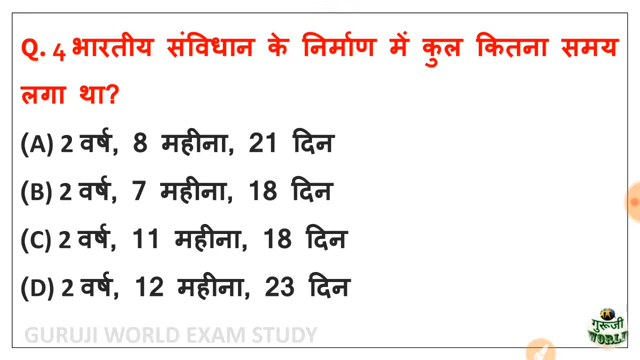 Q. 4 भारतीय संविधान के निर्माण में कुल कितना समय
लगा था?
(A) 2 वर्ष, 8 महीना, 21 दिन
(B) 2 वर्ष, 7 महीना, 18 दिन
(C) 2 वर्ष, 11 महीना, 18 दिन
(D) 2 वर्ष, 12 महीना, 23 दिन
GURUJI WORLD EXAM STUDY
गुरूजी
WORLD